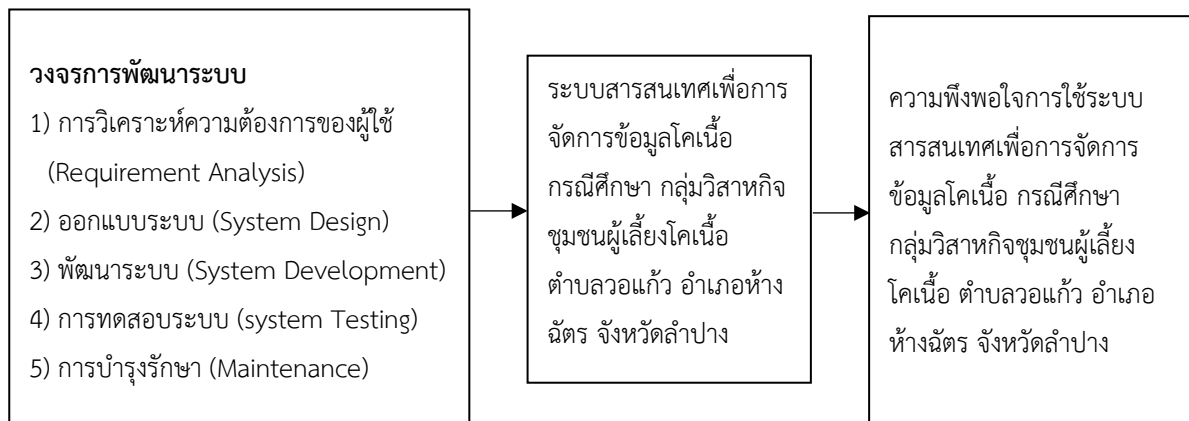 วงจรการพัฒนาระบบ
1) การวิเคราะห์ความต้องการของผู้ใช้
(Requirement Analysis)
2) ออกแบบระบบ (System Design)
3) พัฒนาระบบ (System Development)
4) การทดสอบระบบ (system Testing)
5) การบำรุงรักษา (Maintenance)
ระบบสารสนเทศเพื่อการ
จัดการข้อมูลโคเนื้อ
กรณีศึกษา กลุ่มวิสาหกิจ
ชุมชนผู้เลี้ยงโคเนื้อ
ตำบลวอแก้ว อำเภอห้าง
ฉัตร จังหวัดลำปาง
ความพึงพอใจการใช้ระบบ
สารสนเทศเพื่อการจัดการ
ข้อมูลโคเนื้อ กรณีศึกษา
กลุ่มวิสาหกิจชุมชนผู้เลี้ยง
โคเนื้อ ตำบลวอแก้ว อำเภอ
ห้างฉัตร จังหวัดลำปาง